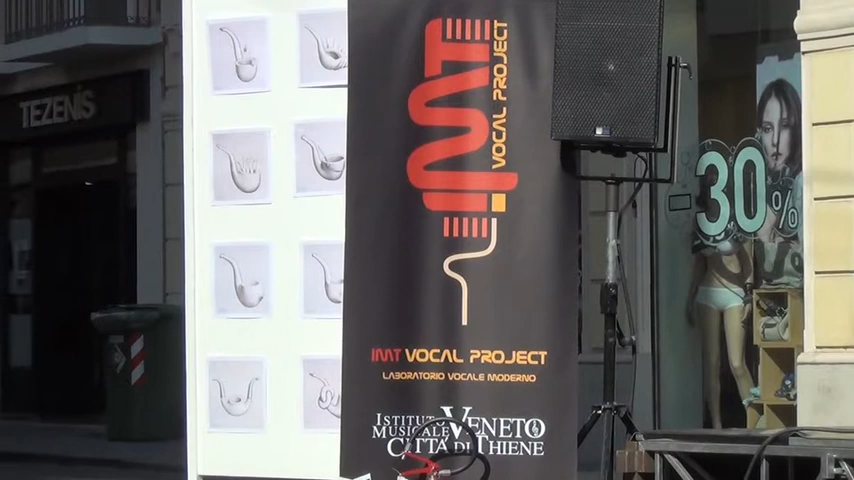 TEZENIS
IMT
VOCAL PROJECT
30%
IMT VOCAL PROJECT
LABORATORIO VOCALE MODERNO
ISTITUTO
MUSICALE VENETO
CITTÀ DI THIENE